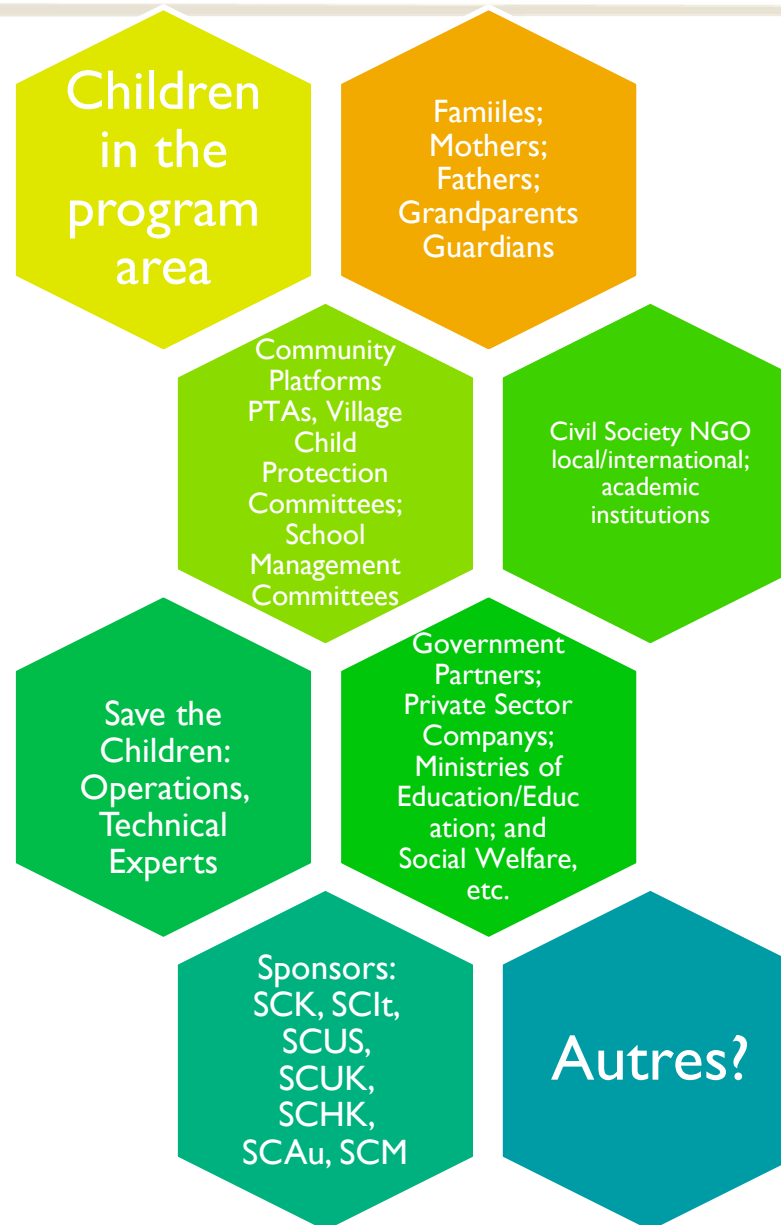 Children
in the
program
area
Famiiles;
Mothers;
Fathers;
Grandparents
Guardians
Community
Platforms
PTAs, Village
Child
Protection
Committees;
School
Management
Committees
Civil Society NGO
local/international;
academic
institutions
Save the
Children:
Operations,
Technical
Experts
Government
Partners;
Private Sector
Companys;
Ministries of
Education/Educ
ation; and
Social Welfare,
etc.
Sponsors:
SCK, SCIt,
SCUS,
SCUK,
SCHK,
SCAu, SCM
Autres?